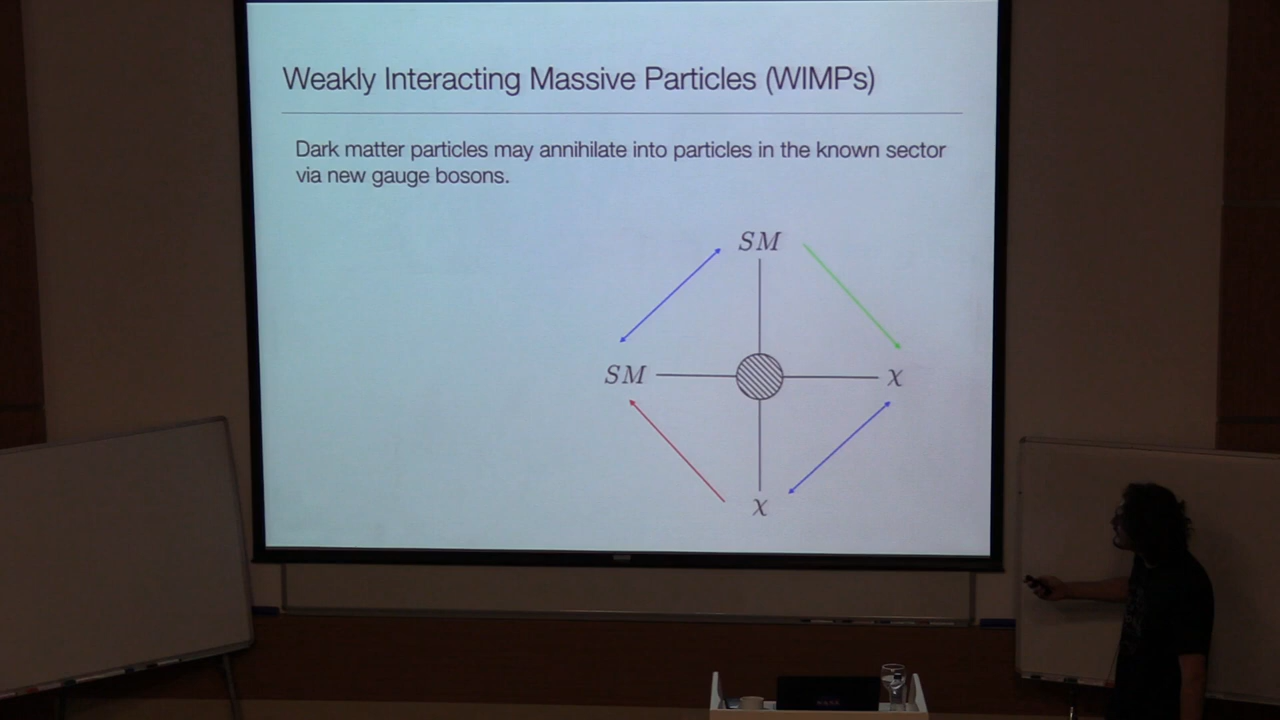 Weakly Interacting Massive Particles (WIMPs)
Dark matter particles may annihilate into particles in the known sector
via new gauge bosons.
SM
SM
χ
χ